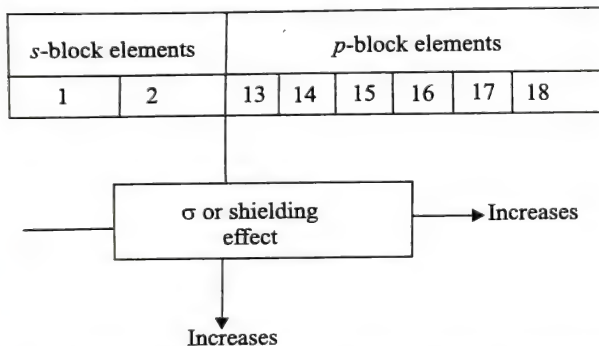 s-block elements
p-block elements
1 2 13 14 15 16 17 18
σ or shielding
effect
Increases
Increases